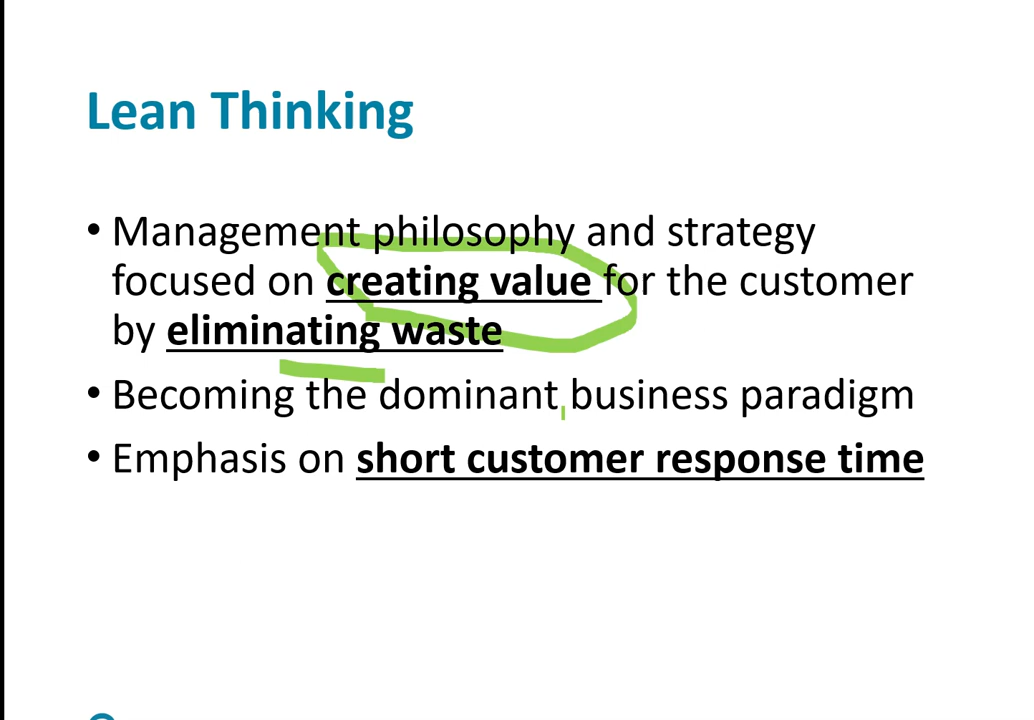 Lean Thinking
• Management philosophy and strategy
focused on creating value for the customer
by eliminating waste
• Becoming the dominant business paradigm
• Emphasis on short customer response time